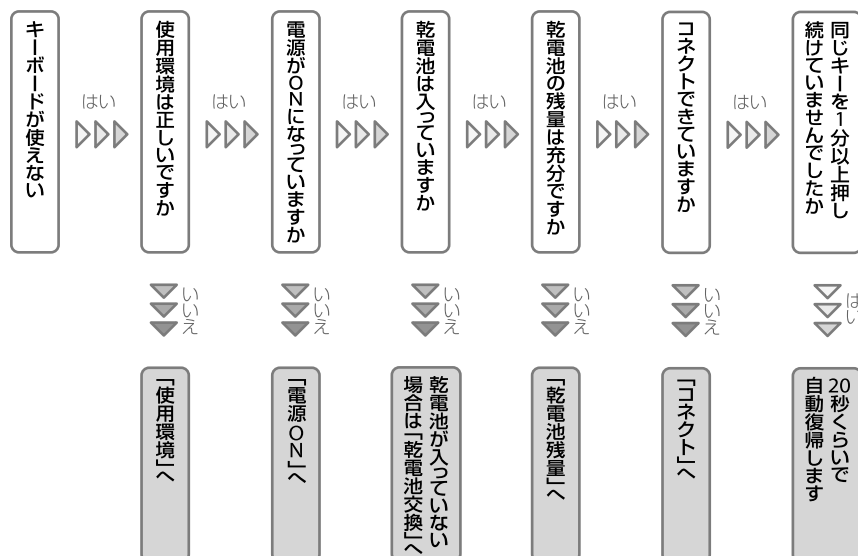 キーボードが使えない
はい
使用環境は正しいですか
はい
電源がONになっていますか
はい
乾電池は入っていますか
はい
乾電池の残量は充分ですか
はい
コネクトできていますか
はい
同じキーを1分以上押し
続けていませんでしたか
いいえ
いいえ
いいえ
いいえ
いいえ
はい
「使用環境」へ
「電源ON」へ
乾電池が入っていない
場合は「乾電池交換」へ
「乾電池残量」へ
「コネクト」へ
20秒くらいで
自動復帰します